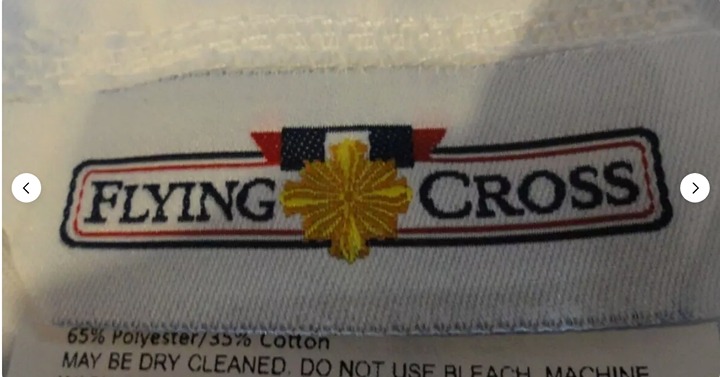 FLYING CROSS
65% Polyester/35% Cotton
MAY BE DRY CLEANED. DO NOT USE BLEACH. MACHINE